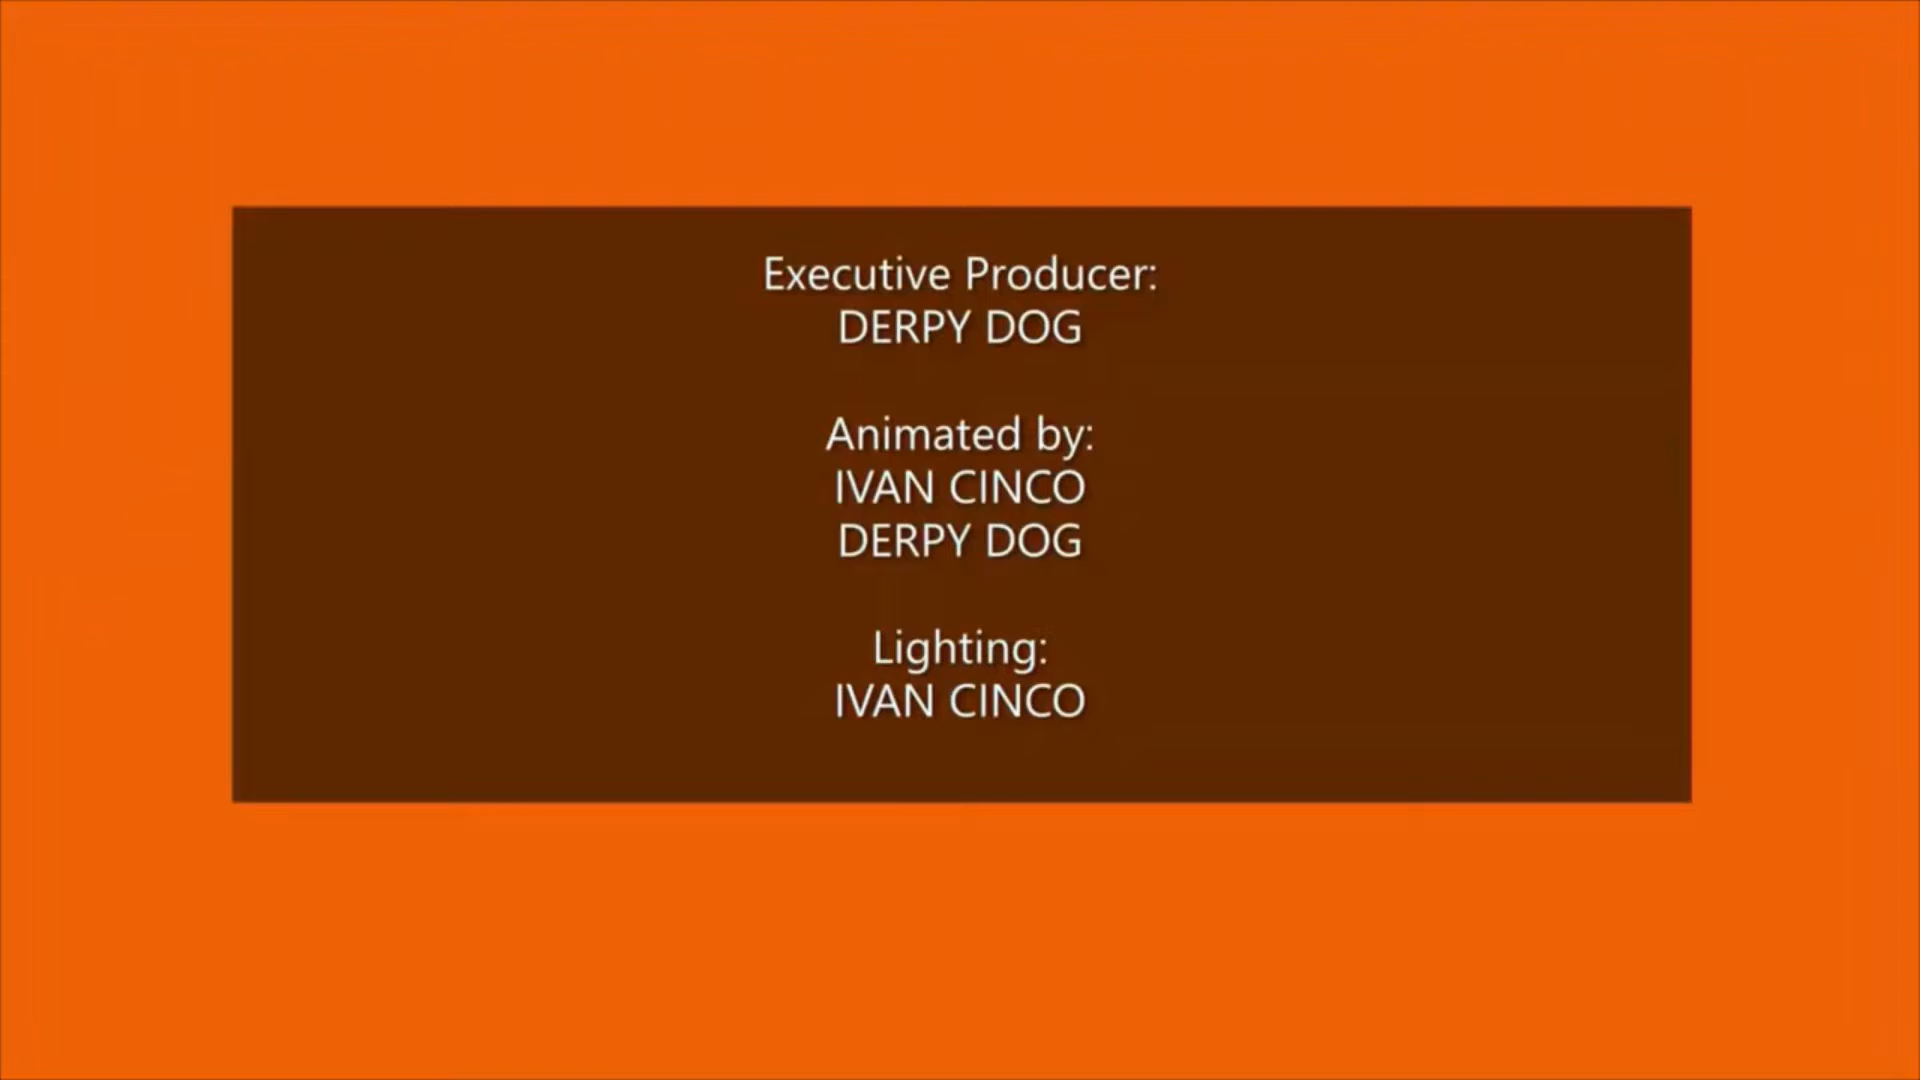 Executive Producer:
DERPY DOG
Animated by:
IVAN CINCO
DERPY DOG
Lighting:
IVAN CINCO